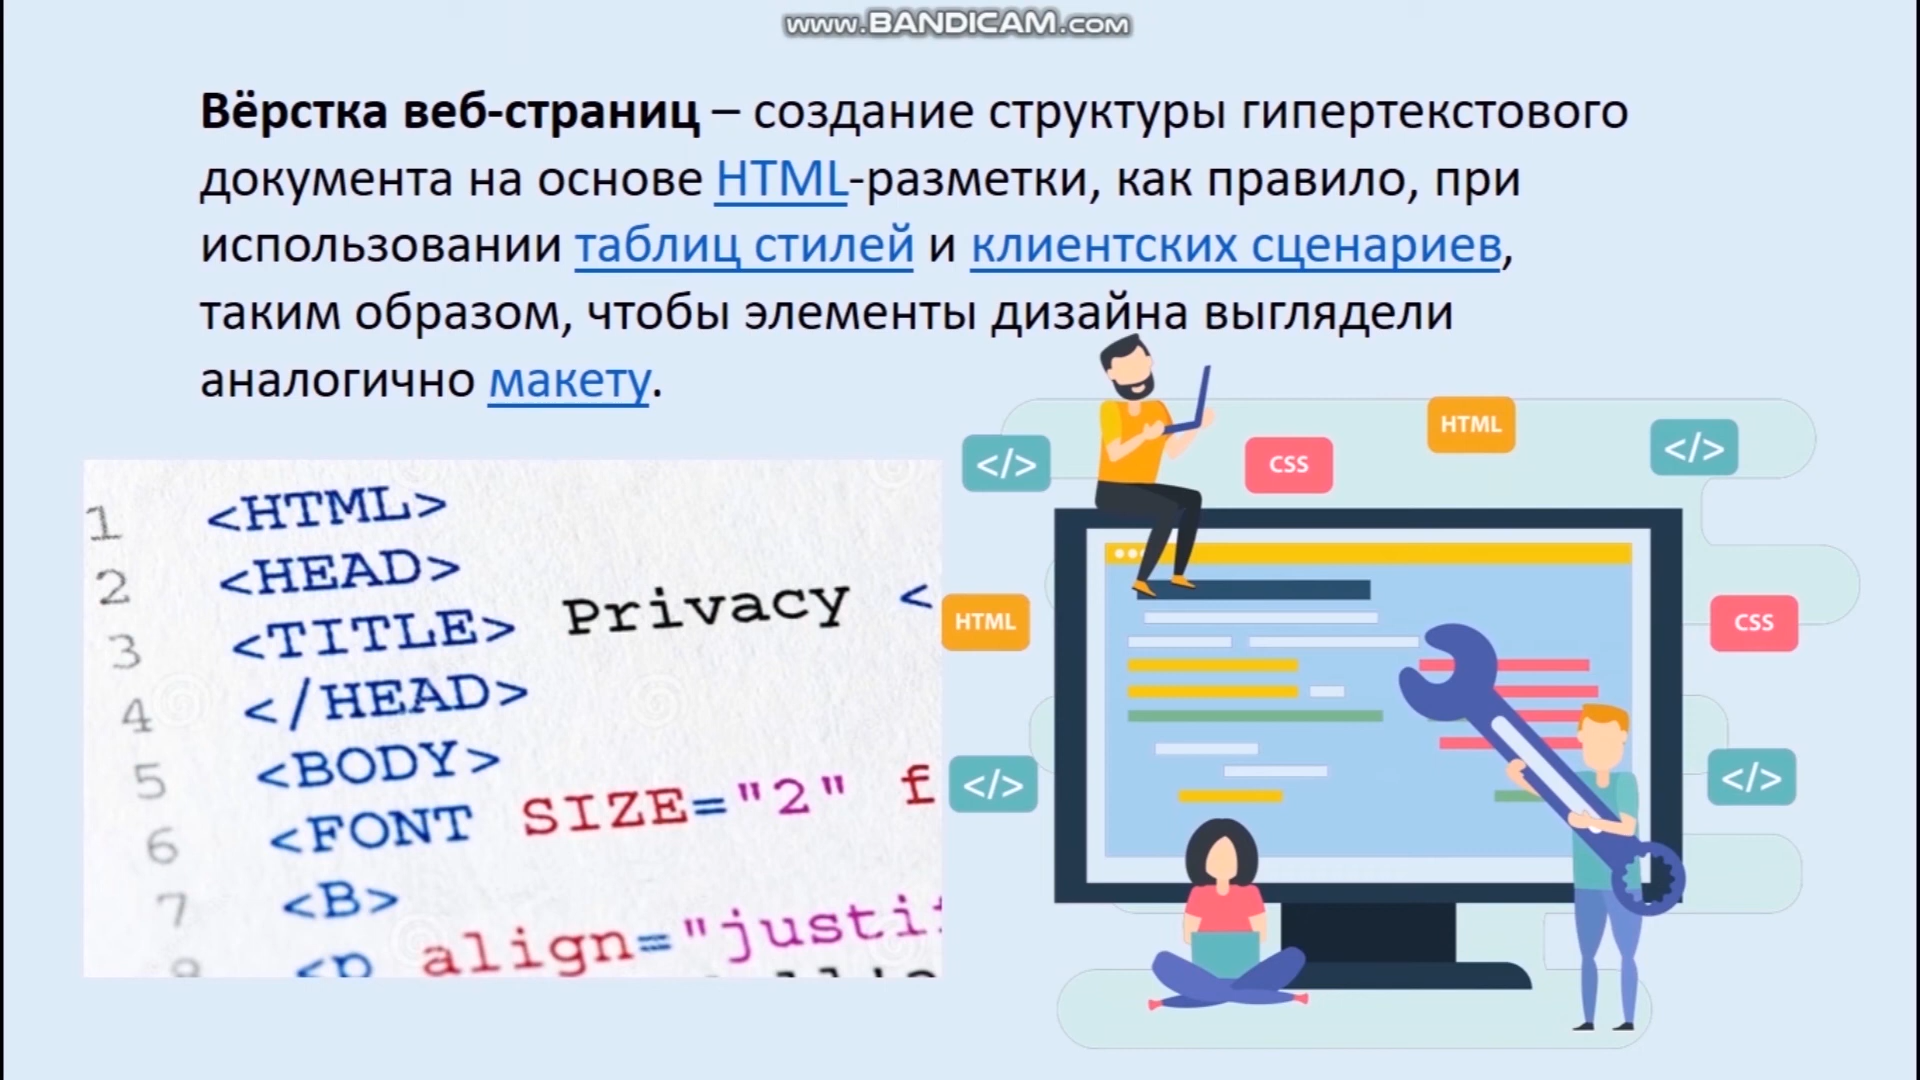 www.BANDICAM.com
Вёрстка веб-страниц – создание структуры гипертекстового
документа на основе HTML-разметки, как правило, при
использовании таблиц стилей и клиентских сценариев,
таким образом, чтобы элементы дизайна выглядели
аналогично макету.
1 <HTML>
2 <HEAD>
3 <TITLE> Privacy <
4 </HEAD>
5 <BODY>
6 <FONT SIZE="2" f
7 <B>
8 <p align="justif
HTML
</>
CSS
</>
HTML
CSS
</>
</>